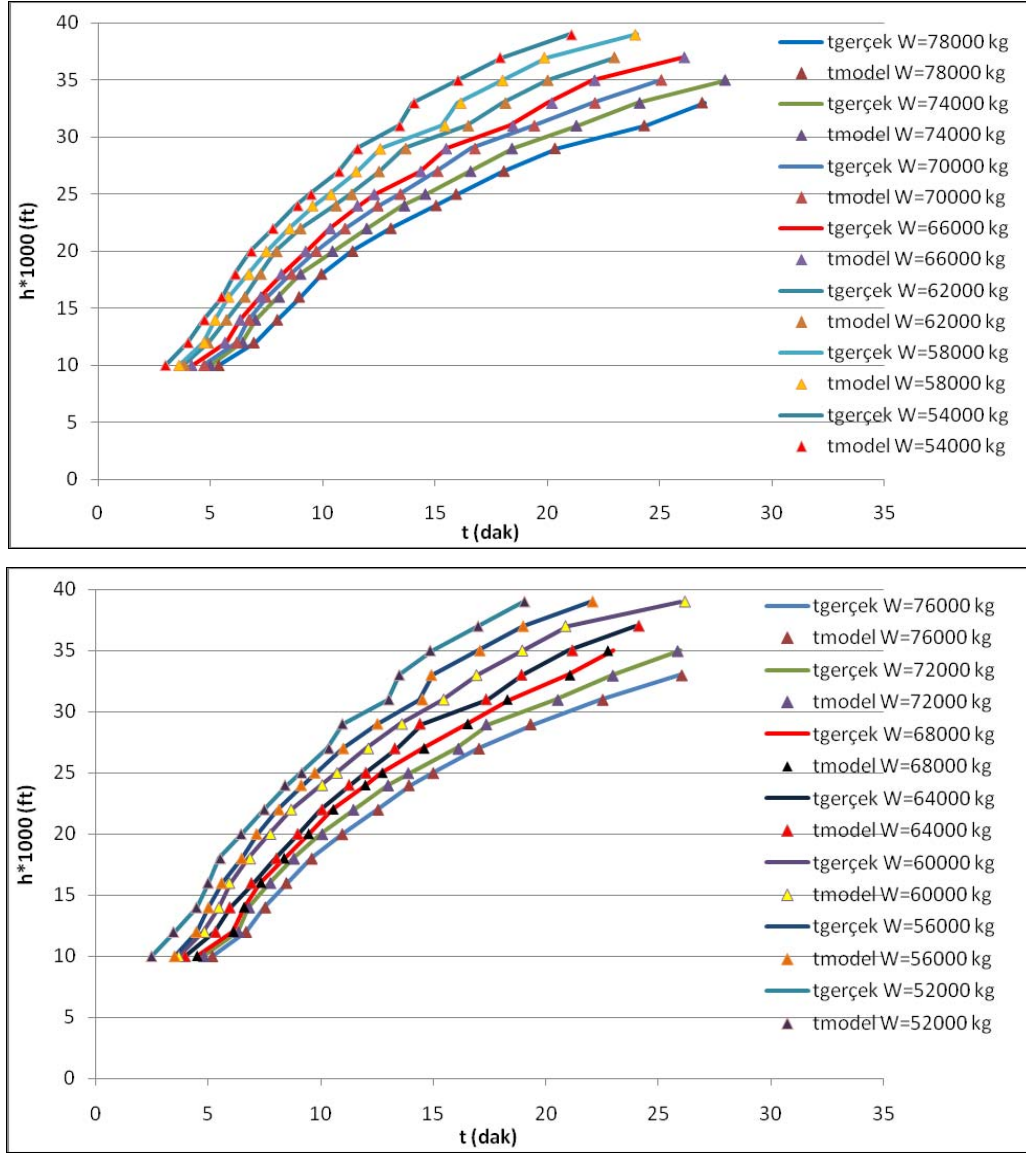 40
35
30
25
20
15
10
5
0
h*1000 (ft)
0 5 10 15 20 25 30 35
t (dak)
tgerçek W=78000 kg
tmodel W=78000 kg
tgerçek W=74000 kg
tmodel W=74000 kg
tgerçek W=70000 kg
tmodel W=70000 kg
tgerçek W=66000 kg
tmodel W=66000 kg
tgerçek W=62000 kg
tmodel W=62000 kg
tgerçek W=58000 kg
tmodel W=58000 kg
tgerçek W=54000 kg
tmodel W=54000 kg
40
35
30
25
20
15
10
5
0
h*1000 (ft)
0 5 10 15 20 25 30 35
t (dak)
tgerçek W=76000 kg
tmodel W=76000 kg
tgerçek W=72000 kg
tmodel W=72000 kg
tgerçek W=68000 kg
tmodel W=68000 kg
tgerçek W=64000 kg
tmodel W=64000 kg
tgerçek W=60000 kg
tmodel W=60000 kg
tgerçek W=56000 kg
tmodel W=56000 kg
tgerçek W=52000 kg
tmodel W=52000 kg